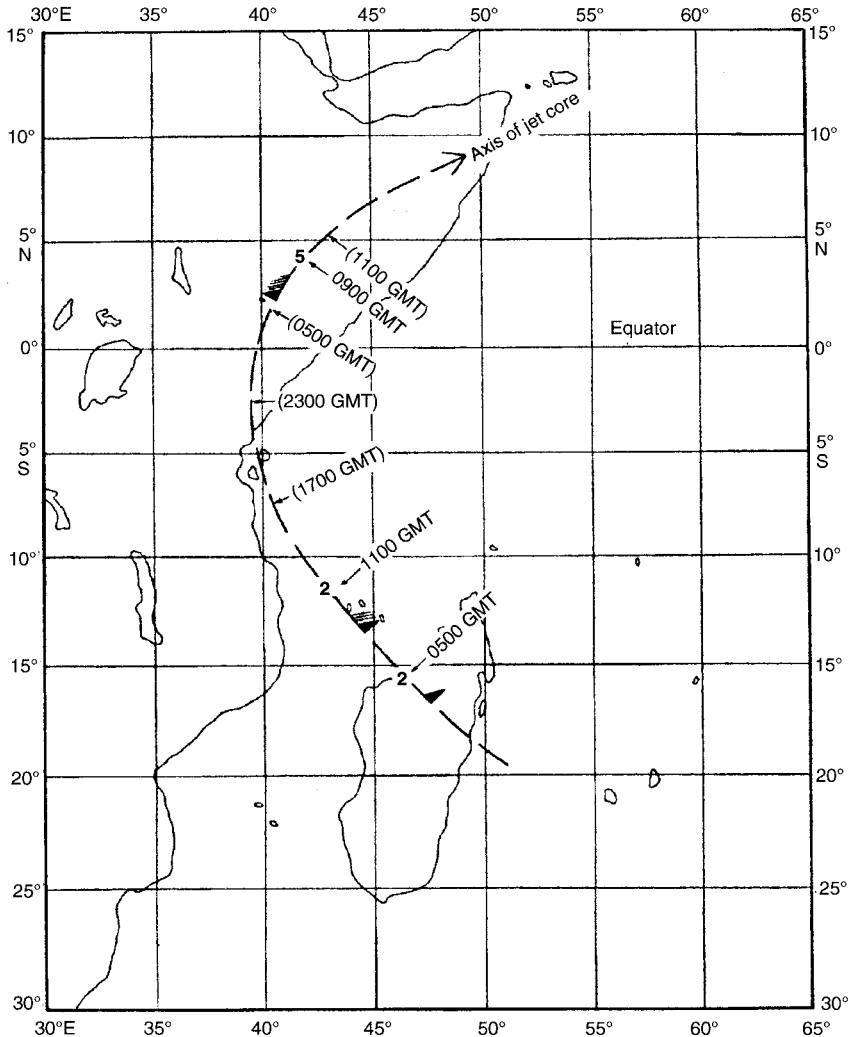 30° 35° 40° 45° 50° 55° 60° 65°
15° 15°
10° 10°
Axis of jet core
5° 5°
N N
5
(1100 GMT)
0900 GMT
(0500 GMT)
Equator
0° 0°
(2300 GMT)
5° 5°
S S
(1700 GMT)
1100 GMT
10° 10°
2
0500 GMT
15° 15°
2
20° 20°
25° 25°
30° 30°
30°E 35° 40° 45° 50° 55° 60° 65°